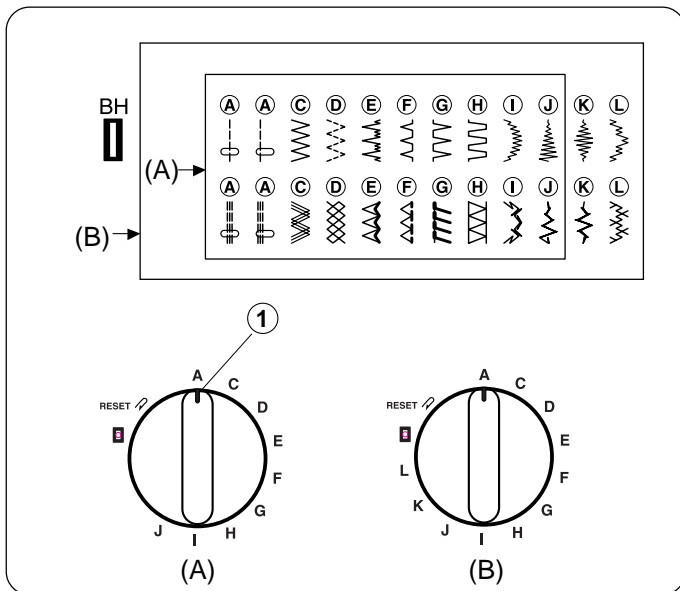 BH
A A C D E F G H I J K L
(A)
A A C D E F G H I J K L
(B)
1
A
C
RESET
D
E
F
G
J
H
I
(A)
A
C
RESET
D
E
L
F
K
G
J
H
I
(B)